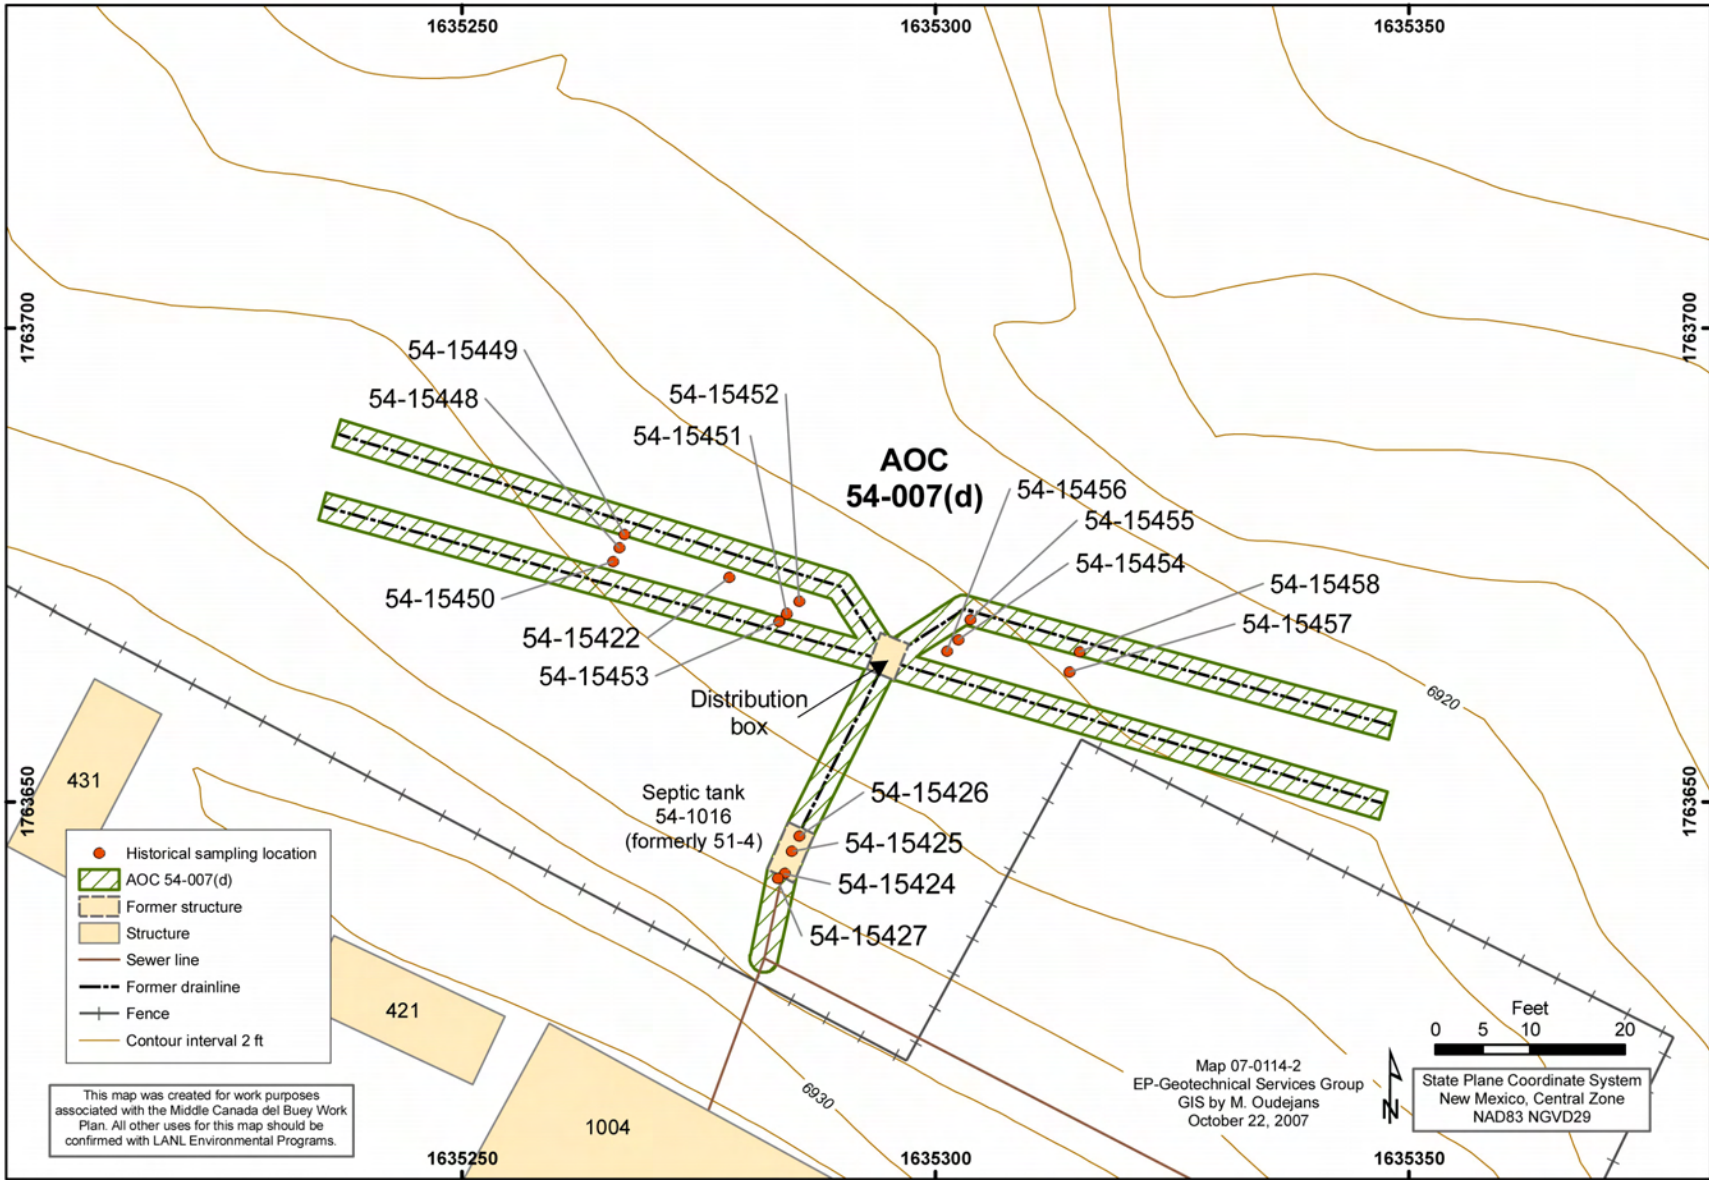 1635250
1635300
1635350
1763700
1763700
54-15449
54-15448
54-15452
54-15451
AOC
54-007(d)
54-15456
54-15455
54-15454
54-15458
54-15457
54-15450
54-15422
54-15453
Distribution
box
6920
431
1763650
1763650
Septic tank
54-1016
(formerly 51-4)
54-15426
54-15425
54-15424
54-15427
Historical sampling location
AOC 54-007(d)
Former structure
Structure
Sewer line
Former drainline
Fence
Contour interval 2 ft
421
1004
6930
Feet
0 5 10 20
Map 07-0114-2
EP-Geotechnical Services Group
GIS by M. Oudejans
October 22, 2007
N
State Plane Coordinate System
New Mexico, Central Zone
NAD83 NGVD29
This map was created for work purposes
associated with the Middle Canada del Buey Work
Plan. All other uses for this map should be
confirmed with LANL Environmental Programs.
1635250
1635300
1635350